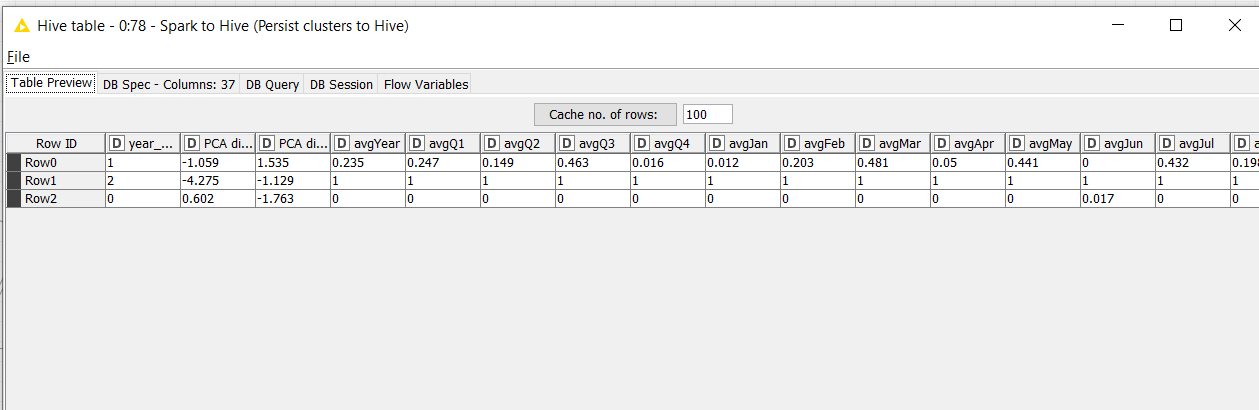 Hive table - 0:78 - Spark to Hive (Persist clusters to Hive)
File
Table Preview DB Spec - Columns: 37 DB Query DB Session Flow Variables
Cache no. of rows: 100
Row ID D year_... D PCA di... D PCA di... D avgYear D avgQ1 D avgQ2 D avgQ3 D avgQ4 D avgJan D avgFeb D avgMar D avgApr D avgMay D avgJun D avgJul D a
Row0 1 -1.059 1.535 0.235 0.247 0.149 0.463 0.016 0.012 0.203 0.481 0.05 0.441 0 0.432 0.198
Row1 2 -4.275 -1.129 1 1 1 1 1 1 1 1 1 1 1 1 1
Row2 0 0.602 -1.763 0 0 0 0 0 0 0 0 0 0 0.017 0 0